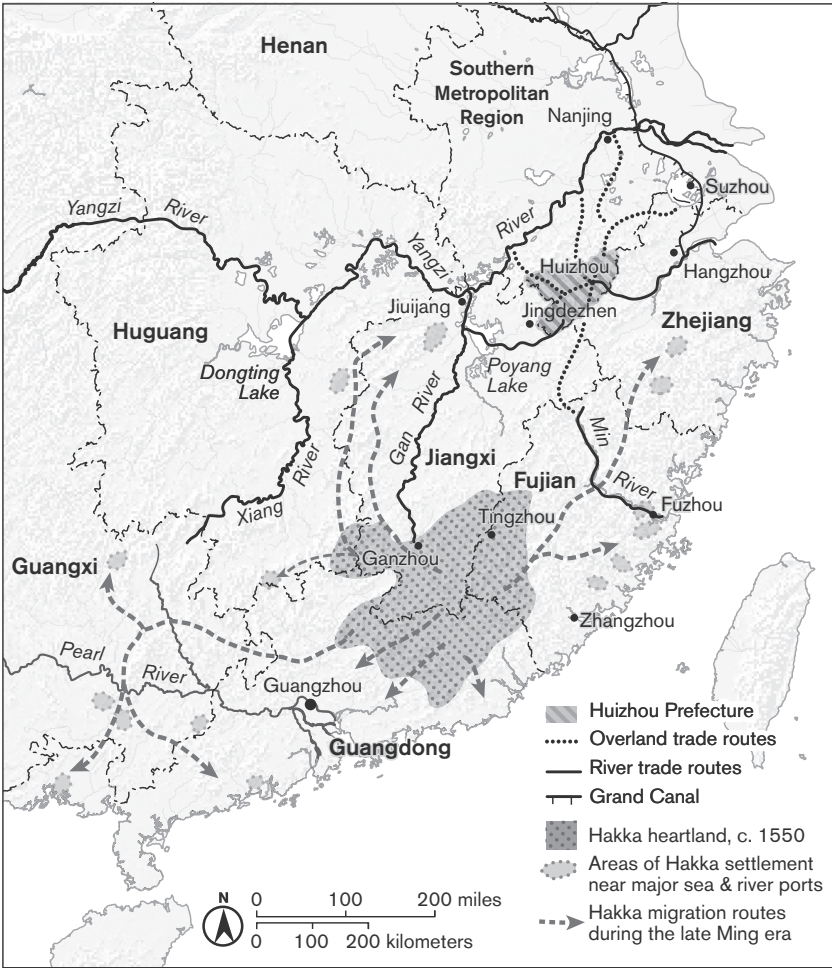 Henan
Southern
Metropolitan
Region
Nanjing
Suzhou
Yangzi
River
River
Yangzi
Huizhou
Hangzhou
Jiujiang
Jingdezhen
Zhejiang
Huguang
Dongting
Lake
Poyang
Lake
Gan
River
Min
River
Jiangxi
Fujian
Xiang
River
Fuzhou
Tingzhou
Ganzhou
Guangxi
Zhangzhou
Pearl
River
Guangzhou
Guangdong
Huizhou Prefecture
Overland trade routes
River trade routes
Grand Canal
Hakka heartland, c. 1550
Areas of Hakka settlement
near major sea & river ports
Hakka migration routes
during the late Ming era
N
0 100 200 miles
0 100 200 kilometers